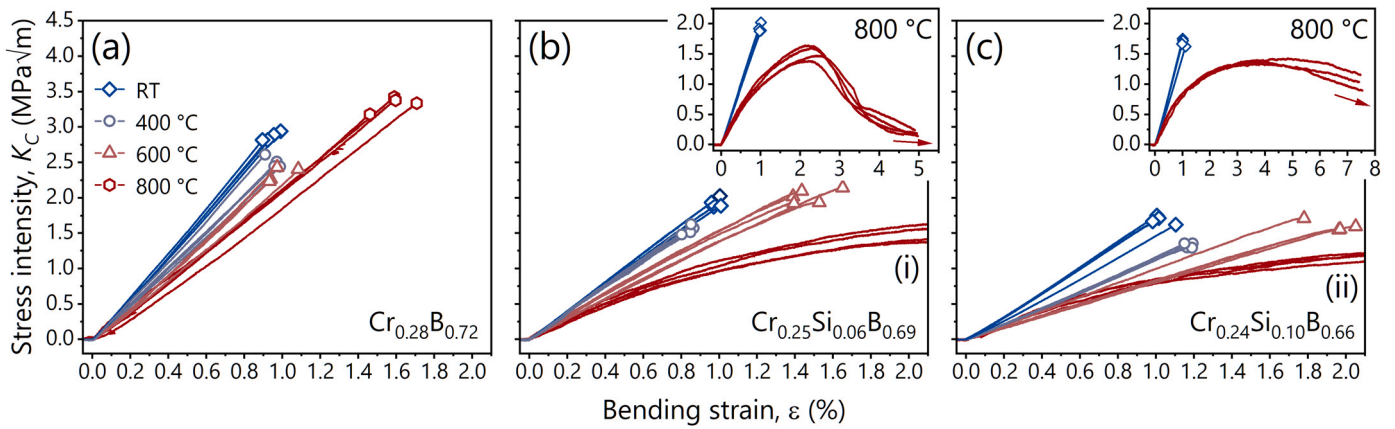 Stress intensity, K_C (MPa√m)
4.5
4.0
3.5
3.0
2.5
2.0
1.5
1.0
0.5
0.0
(a)
RT
400 °C
600 °C
800 °C
Cr0.28B0.72
0.0 0.2 0.4 0.6 0.8 1.0 1.2 1.4 1.6 1.8 2.0
(b)
2.0
1.5
1.0
0.5
0.0
800 °C
0 1 2 3 4 5
(i)
Cr0.25Si0.06B0.69
0.0 0.2 0.4 0.6 0.8 1.0 1.2 1.4 1.6 1.8 2.0
(c)
2.0
1.5
1.0
0.5
0.0
800 °C
0 1 2 3 4 5 6 7 8
(ii)
Cr0.24Si0.10B0.66
0.0 0.2 0.4 0.6 0.8 1.0 1.2 1.4 1.6 1.8 2.0
Bending strain, ε (%)